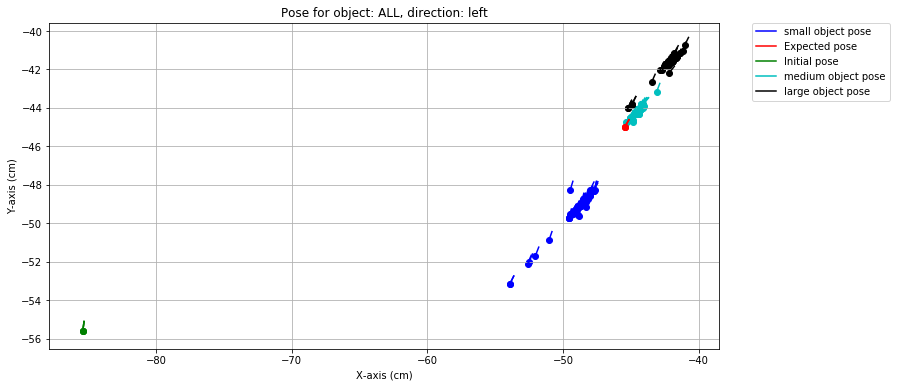 Pose for object: ALL, direction: left
Y-axis (cm)
−40
−42
−44
−46
−48
−50
−52
−54
−56
−80
−70
−60
−50
−40
X-axis (cm)
small object pose
Expected pose
Initial pose
medium object pose
large object pose